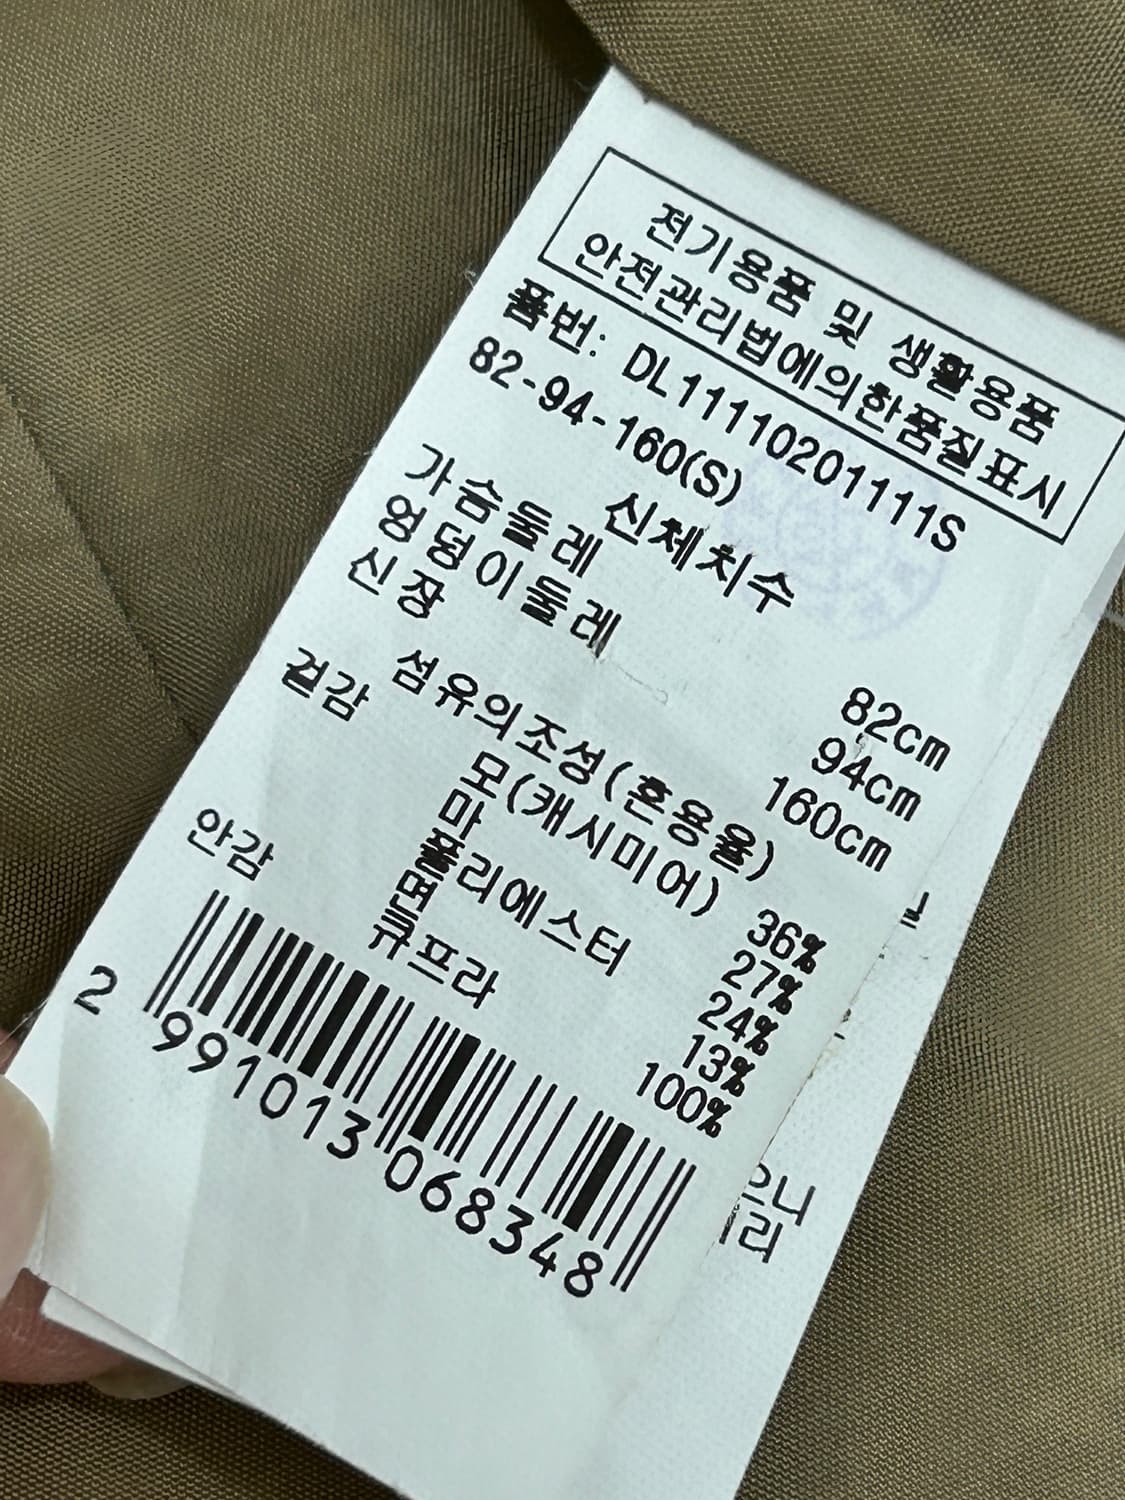 전기용품 및 생활용품
안전관리법에의한품질표시
품번: DL11110201111S
82-94-160(S)
신체치수
가슴둘레 82cm
엉덩이둘레 94cm
신장 160cm
섬유의조성(혼용율)
겉감 모(캐시미어) 36%
마 27%
폴리에스터 24%
면 13%
안감 큐프라 100%
2 991013 068348
으니
리